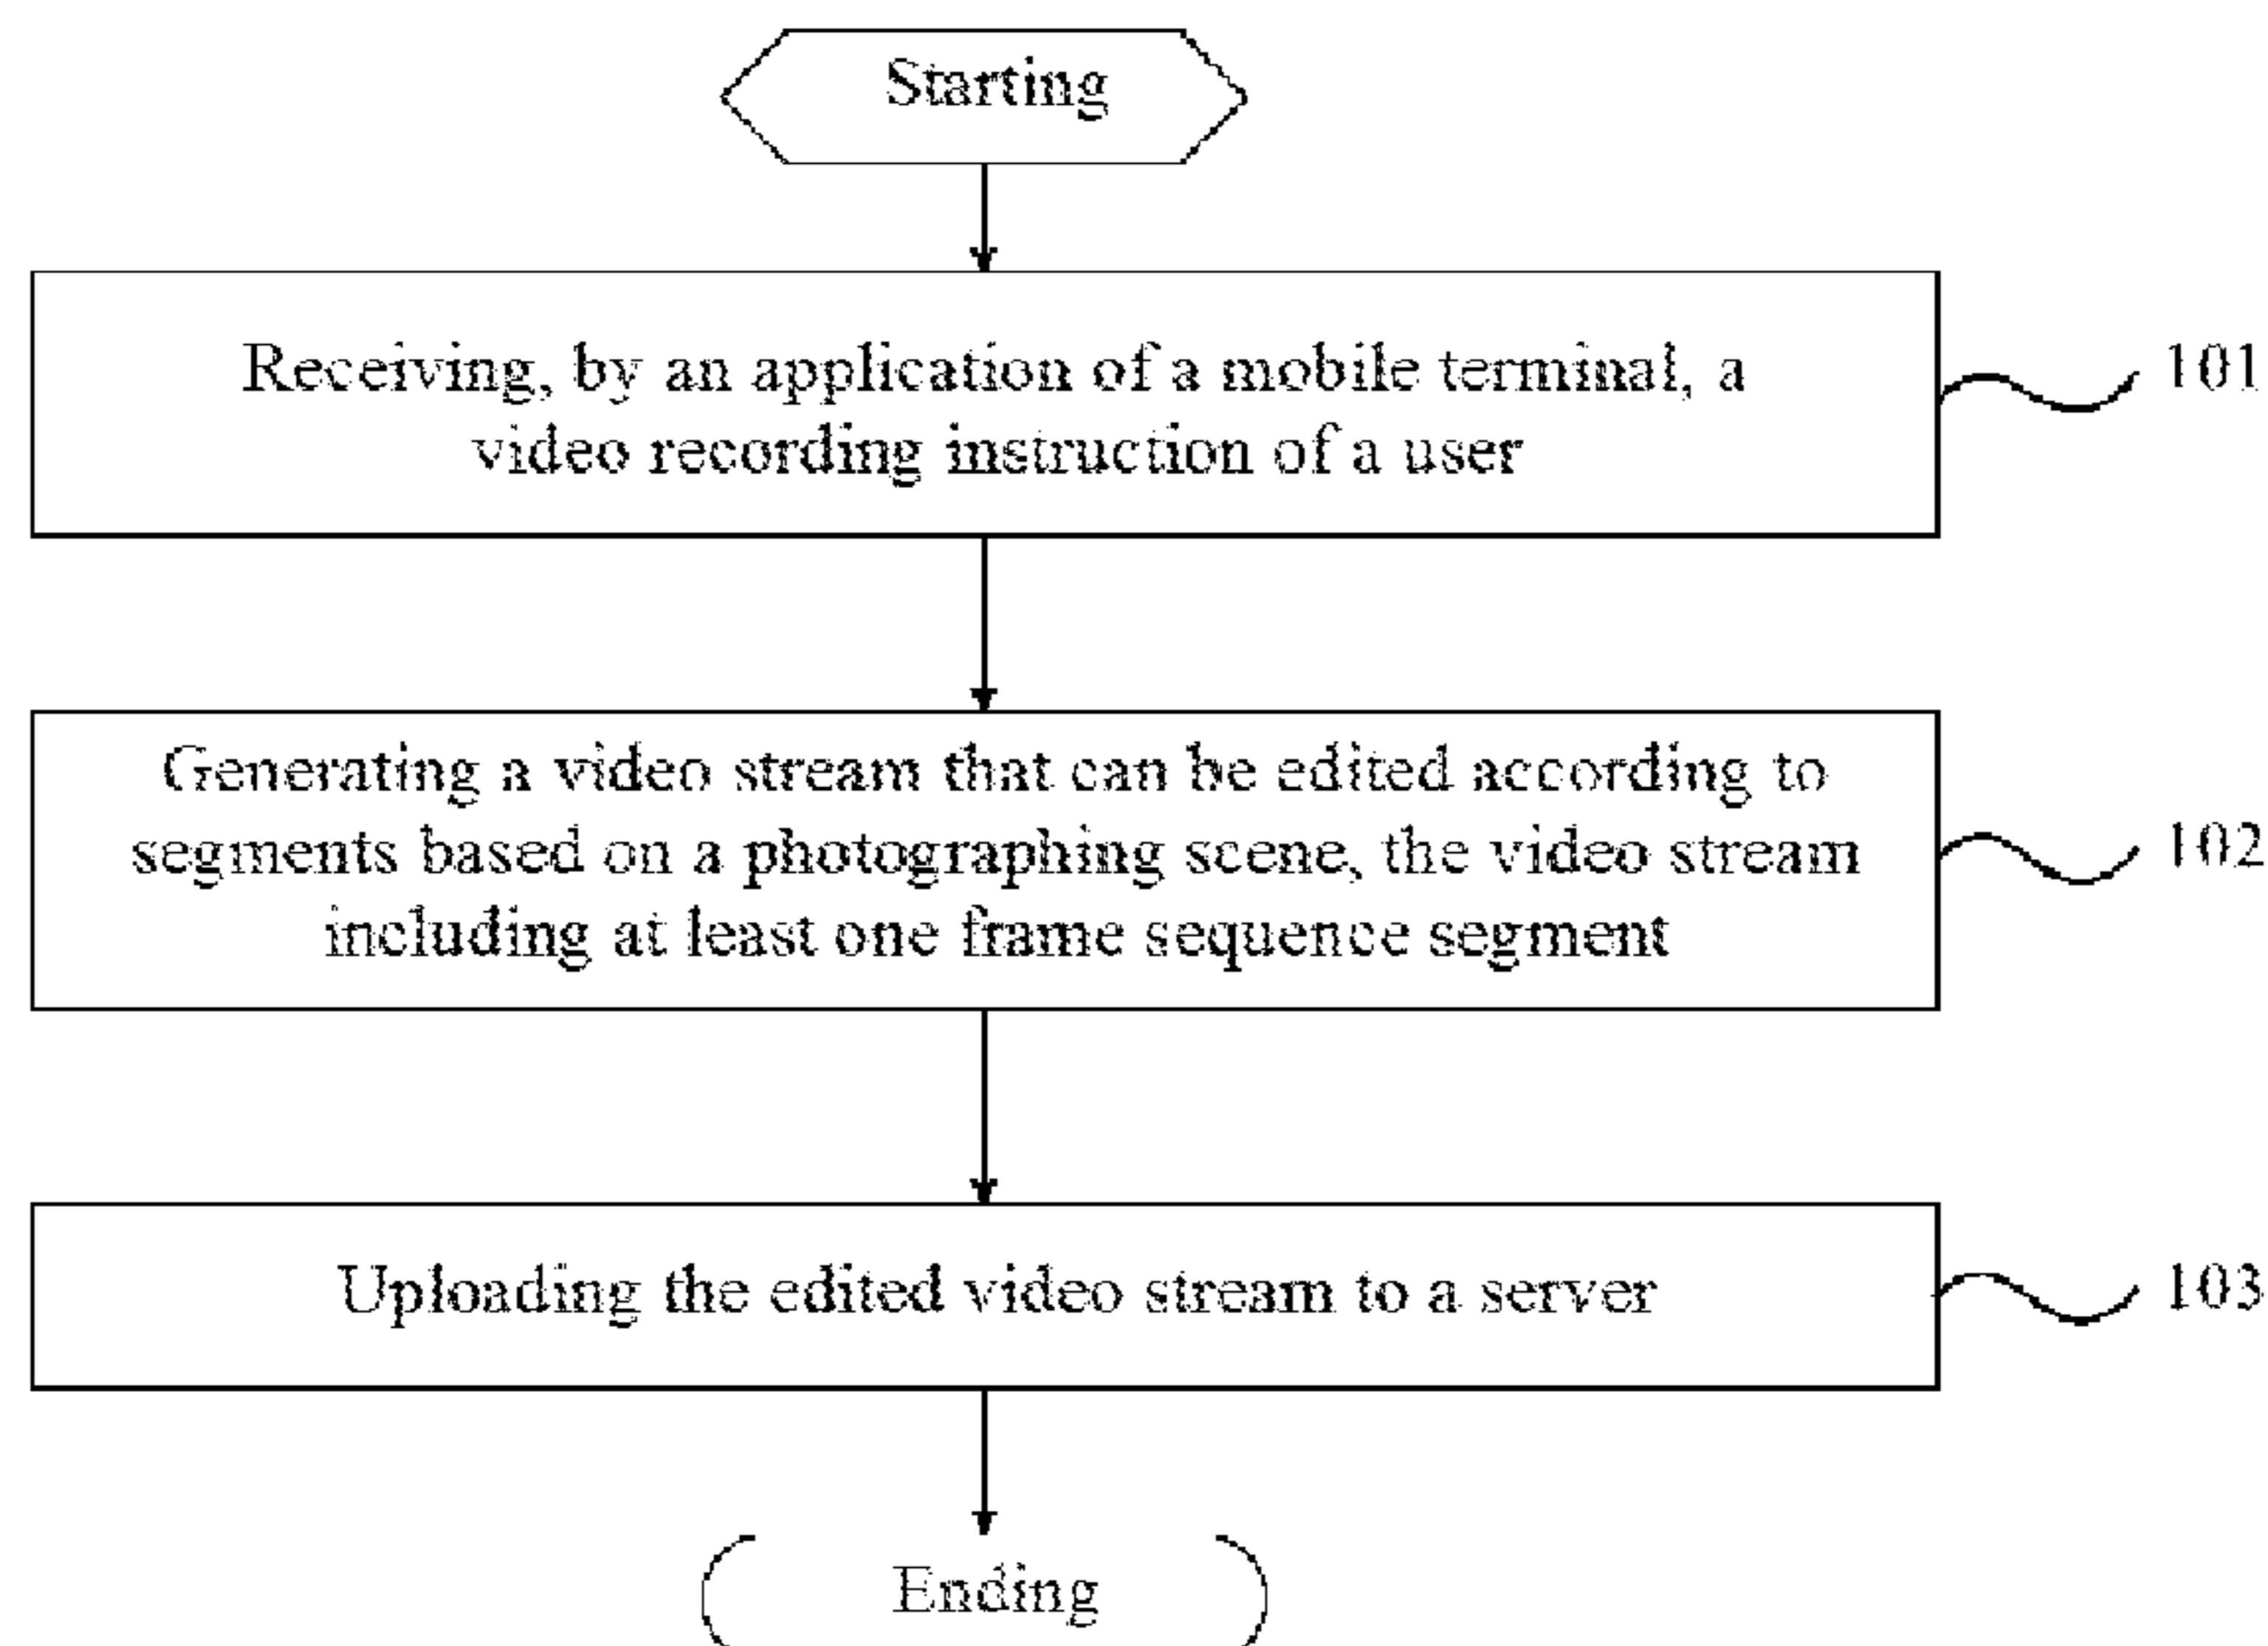 Starting
Receiving, by an application of a mobile terminal, a
video recording instruction of a user
101
Generating a video stream that can be edited according to
segments based on a photographing scene, the video stream
including at least one frame sequence segment
102
Uploading the edited video stream to a server
103
Ending